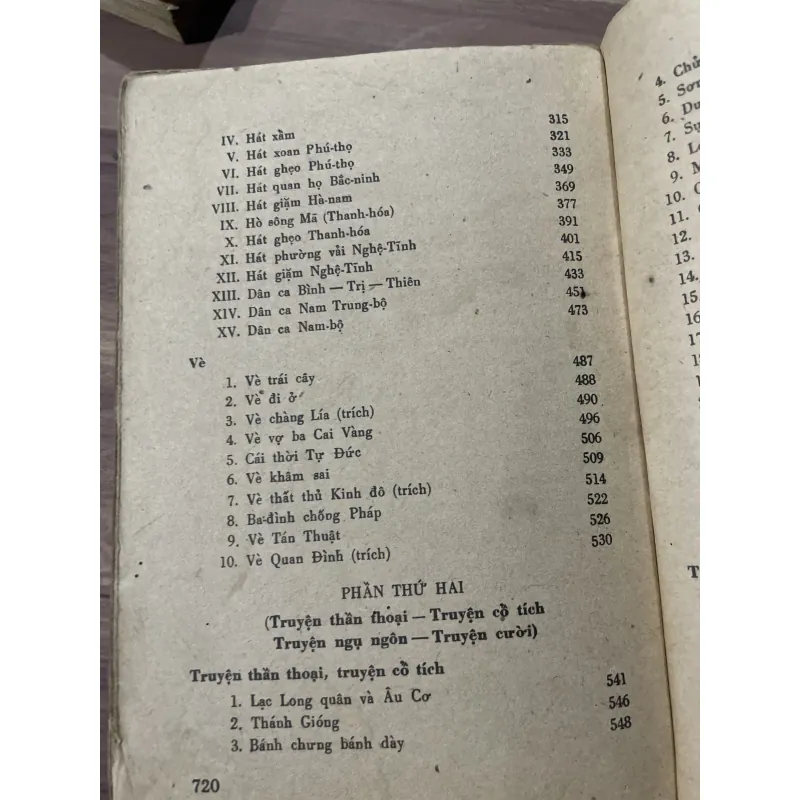 IV. Hát xẩm 315
V. Hát xoan Phú-thọ 321
VI. Hát ghẹo Phú-thọ 333
VII. Hát quan họ Bắc-ninh 349
VIII. Hát giặm Hà-nam 369
IX. Hò sông Mã (Thanh-hóa) 377
X. Hát ghẹo Thanh-hóa 391
XI. Hát phường vải Nghệ-Tĩnh 401
XII. Hát giặm Nghệ-Tĩnh 415
XIII. Dân ca Bình — Trị — Thiên 433
XIV. Dân ca Nam Trung-bộ 451
XV. Dân ca Nam-bộ 473
Vè
1. Vè trái cây 487
2. Vè đi ở 488
3. Vè chàng Lía (trích) 490
4. Vè vợ ba Cai Vàng 496
5. Cái thời Tự Đức 506
6. Vè khâm sai 509
7. Vè thất thủ Kinh đô (trích) 514
8. Ba-đình chống Pháp 522
9. Vè Tán Thuật 526
10. Vè Quan Đình (trích) 530
PHẦN THỨ HAI
(Truyện thần thoại — Truyện cổ tích
Truyện ngụ ngôn — Truyện cười)
Truyện thần thoại, truyện cổ tích
1. Lạc Long quân và Âu Cơ 541
2. Thánh Gióng 546
3. Bánh chưng bánh dày 548
720
4.
5. Sơn
6.
7. Sự
8.
9.
10.
11.
12.
13.
14.
15
16
17